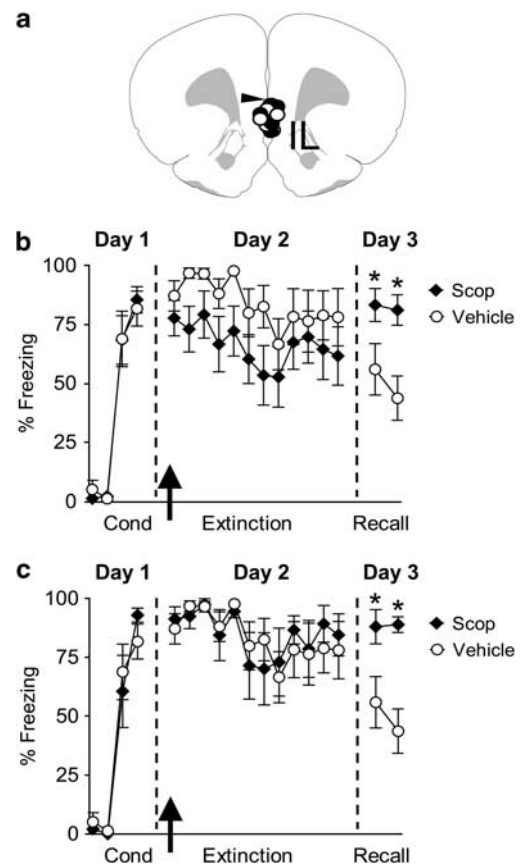 a
IL
b
Day 1 Day 2 Day 3
100
75
50
25
0
% Freezing
* *
Scop
Vehicle
Cond Extinction Recall
c
Day 1 Day 2 Day 3
100
75
50
25
0
% Freezing
* *
Scop
Vehicle
Cond Extinction Recall